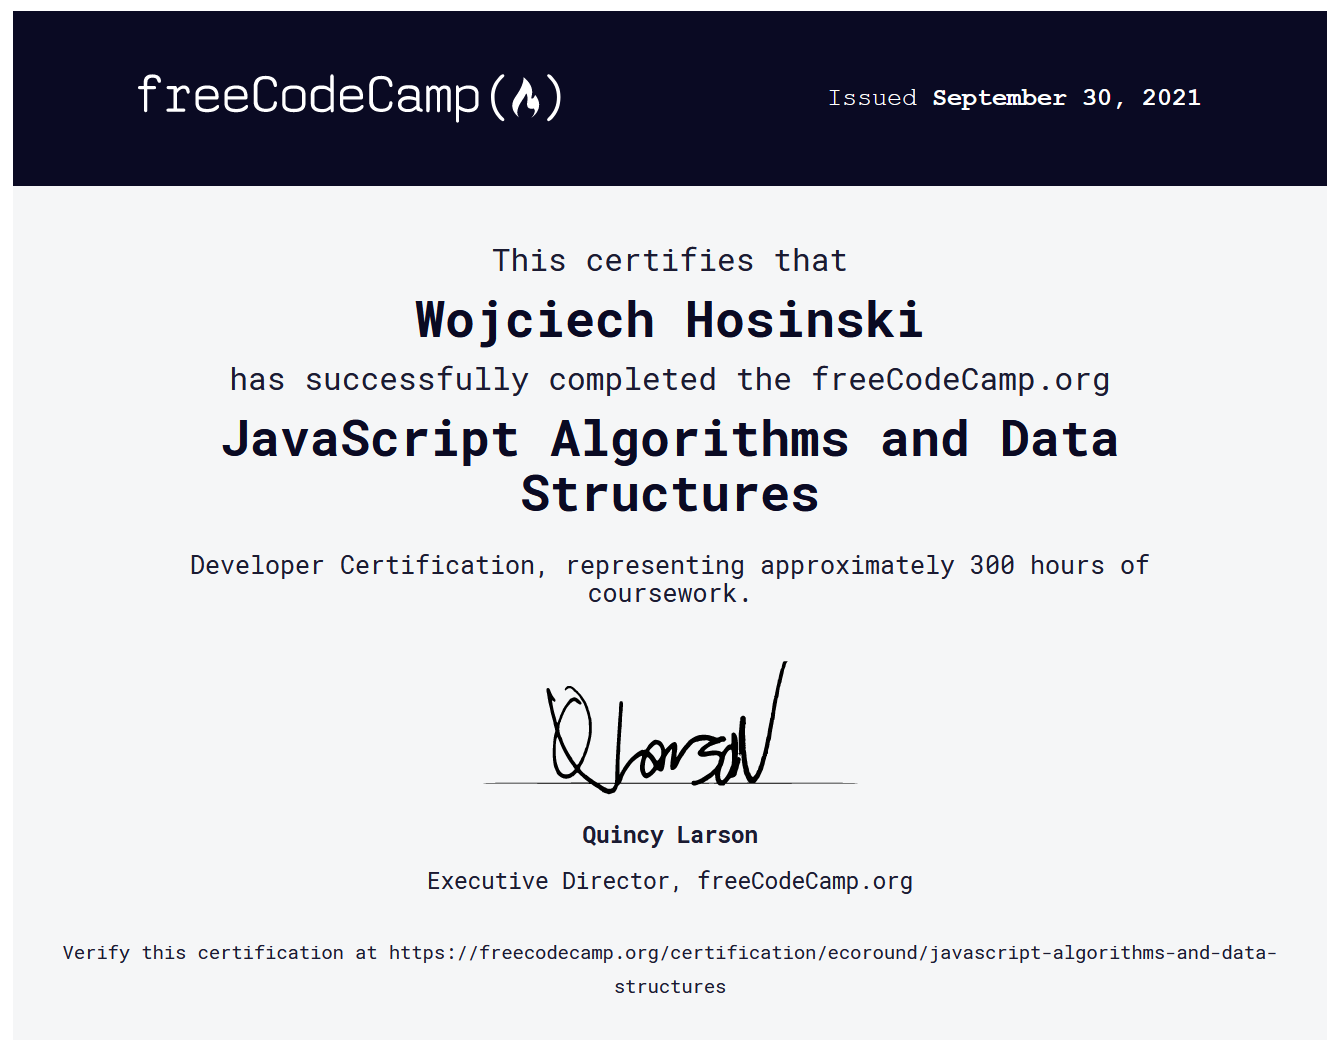 freeCodeCamp(🔥)
Issued September 30, 2021
This certifies that
Wojciech Hosinski
has successfully completed the freeCodeCamp.org
JavaScript Algorithms and Data
Structures
Developer Certification, representing approximately 300 hours of
coursework.
Q Larson
Quincy Larson
Executive Director, freeCodeCamp.org
Verify this certification at https://freecodecamp.org/certification/ecoround/javascript-algorithms-and-data-
structures